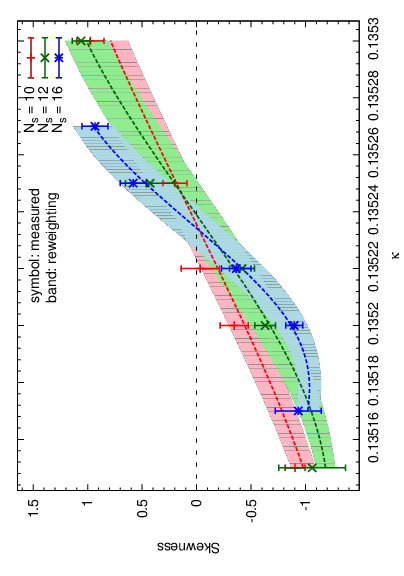 N_s = 10
N_s = 12
N_s = 16
symbol: measured
band: reweighting
Skewness
1.5
1
0.5
0
-0.5
-1
0.13516
0.13518
0.1352
0.13522
0.13524
0.13526
0.13528
0.1353
κ